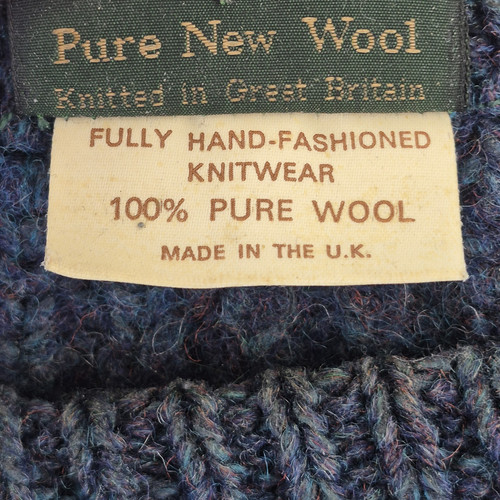 Pure New Wool
Knitted in Great Britain
FULLY HAND-FASHIONED
KNITWEAR
100% PURE WOOL
MADE IN THE U.K.